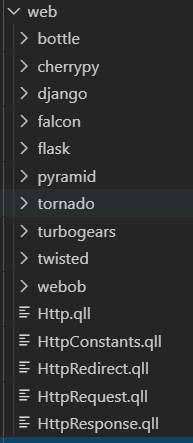 web
bottle
cherrypy
django
falcon
flask
pyramid
tornado
turbogears
twisted
webob
Http.qll
HttpConstants.qll
HttpRedirect.qll
HttpRequest.qll
HttpResponse.qll